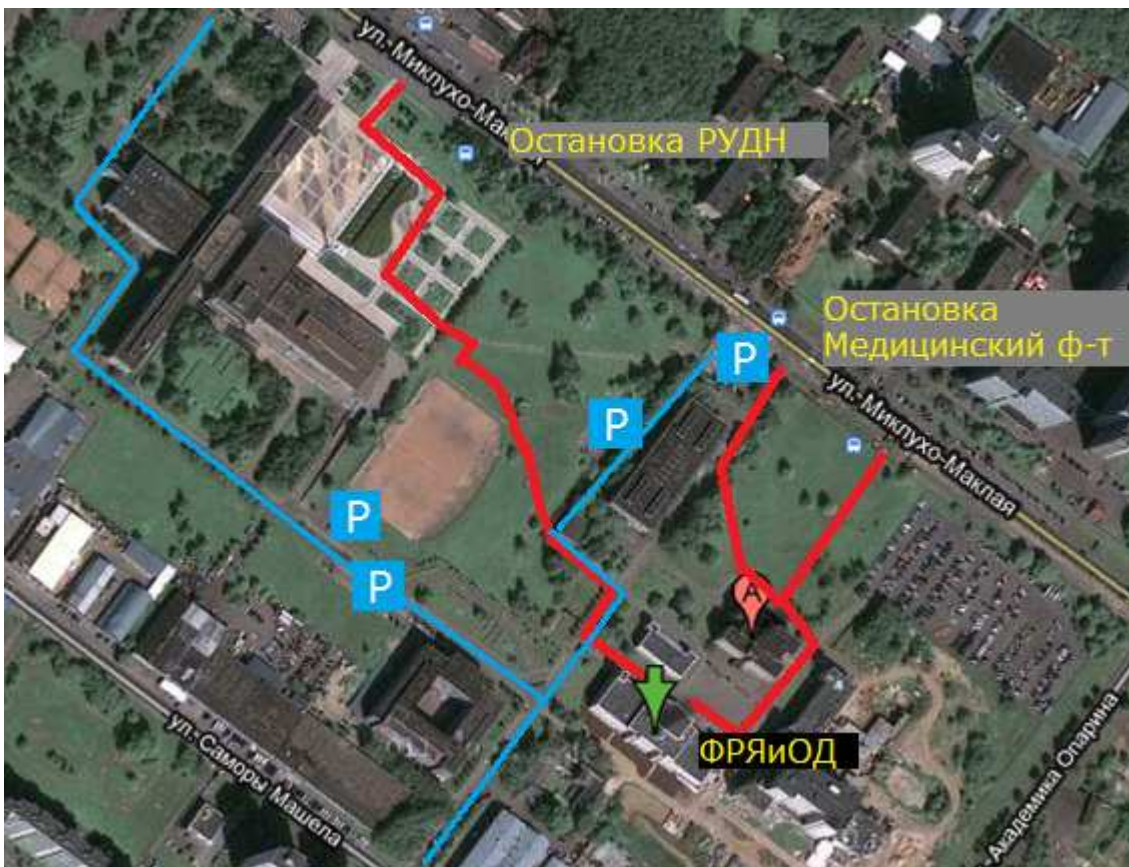 ул. Миклухо-Маклая
Остановка РУДН
Остановка
Медицинский ф-т
P
ул. Миклухо-Маклая
P
P
P
A
ФРЯиОД
ул. Саморы Машела
Академика Опарина